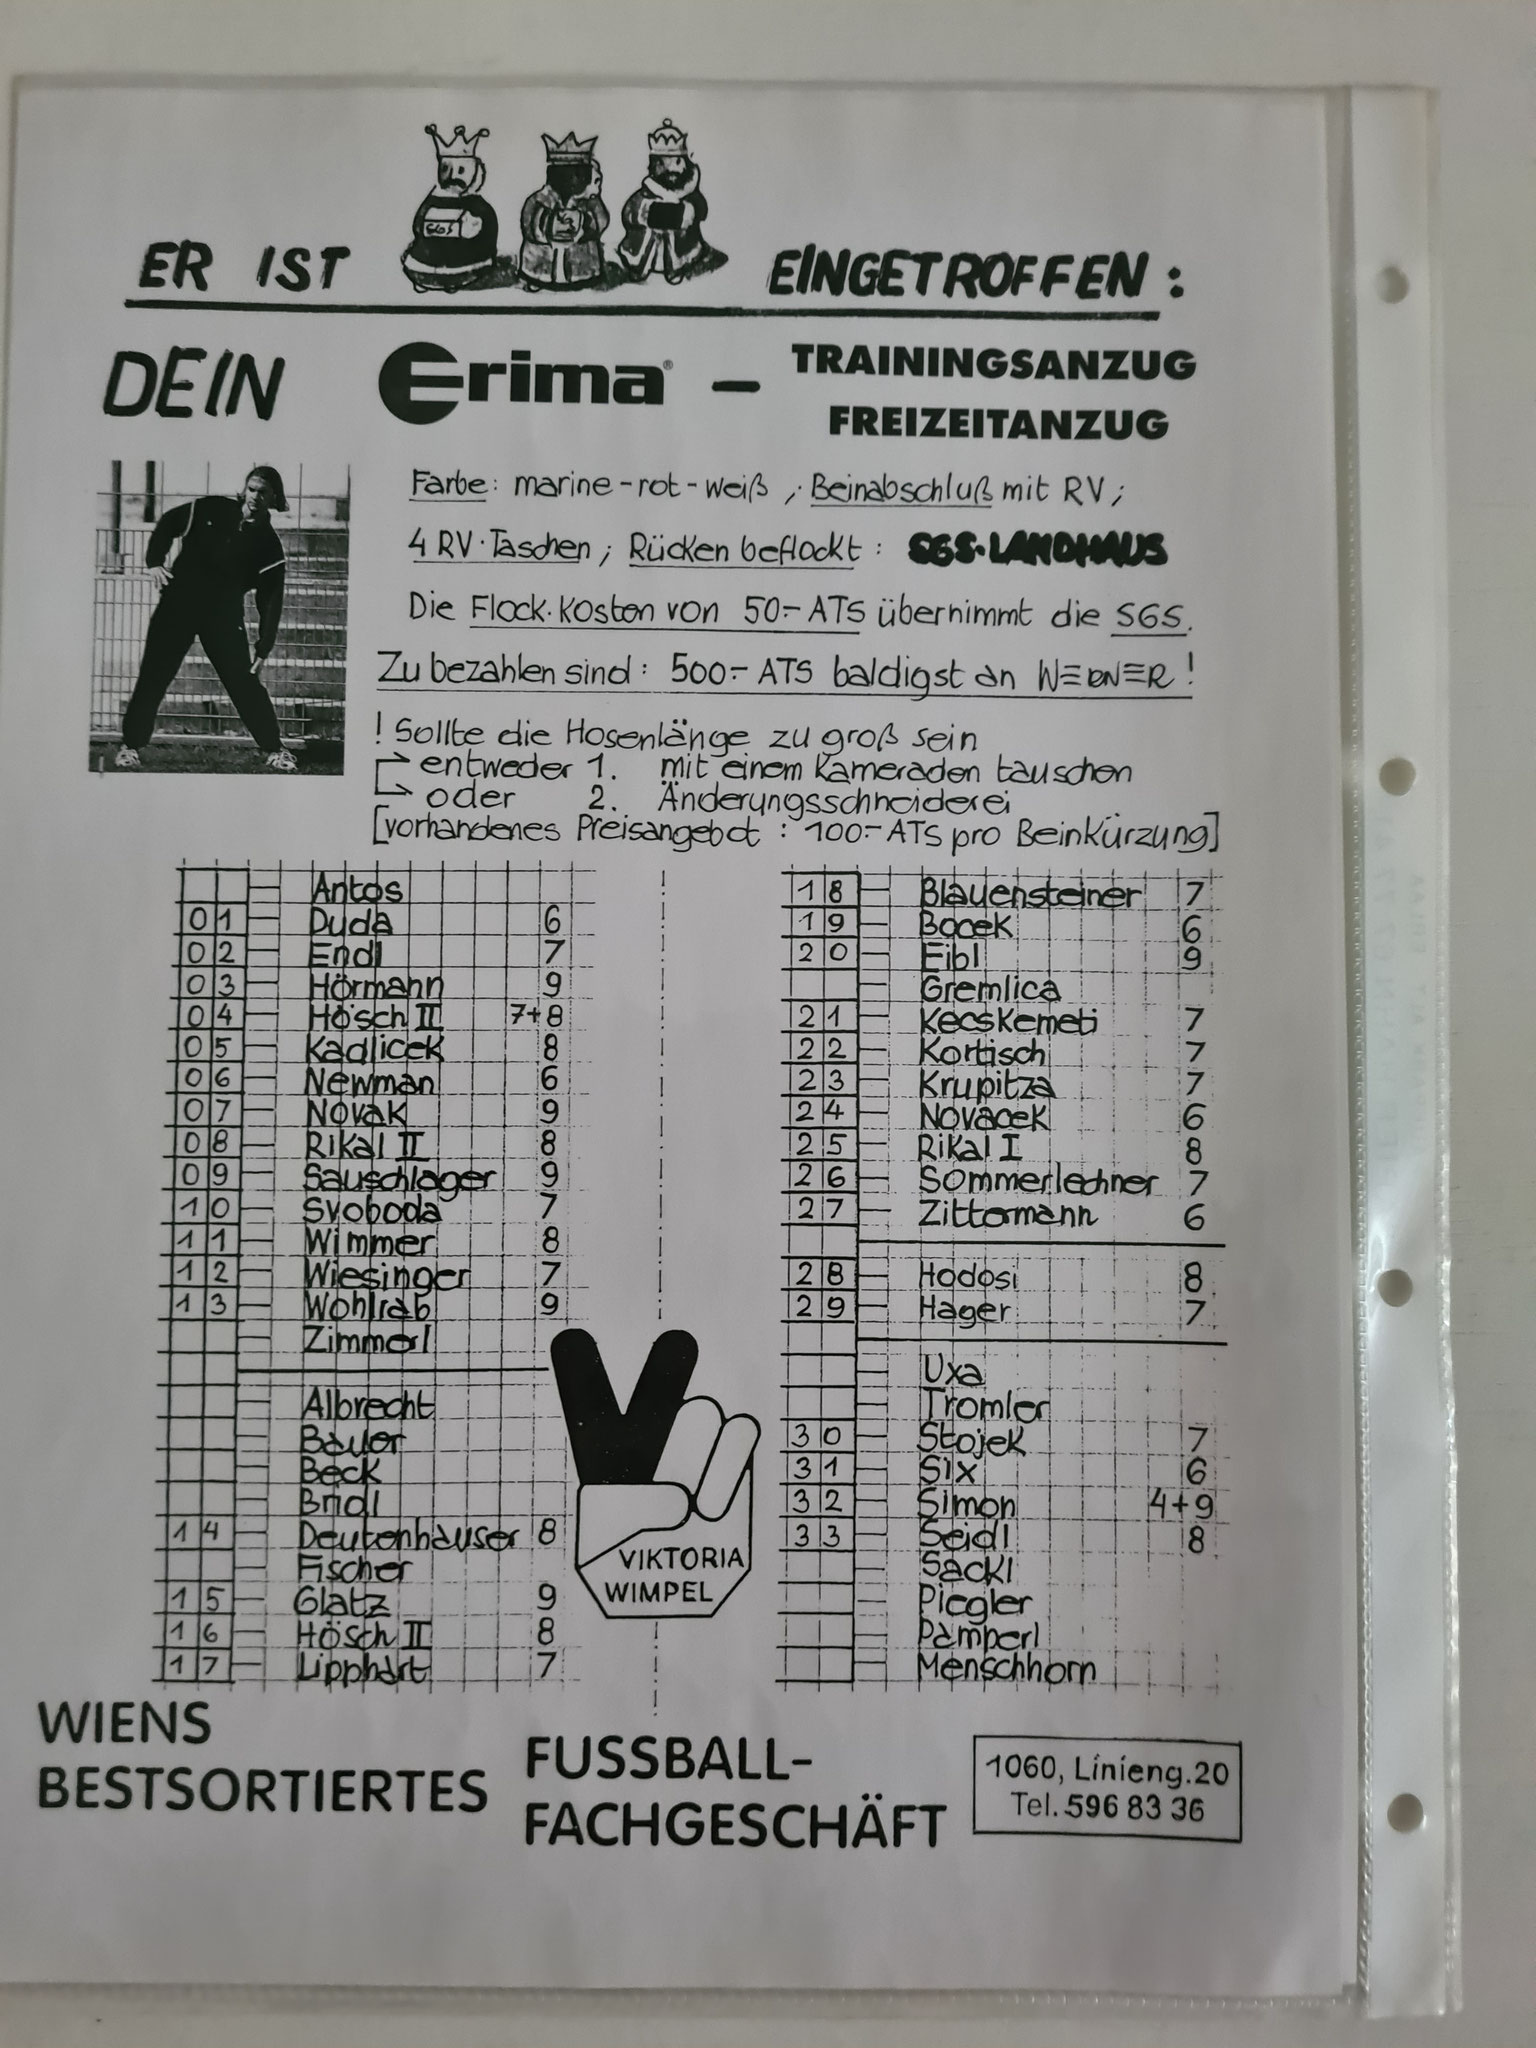 ER IST EINGETROFFEN:
DEIN Erima® - TRAININGSANZUG
FREIZEITANZUG
SGS
Farbe: marine-rot-weiß ; Beinabschluß mit RV;
4 RV-Taschen; Rücken beflockt: SGS-LANDHAUS
Die Flock-Kosten von 50.- ATS übernimmt die SGS.
Zu bezahlen sind: 500.- ATS baldigst an WERNER!
! Sollte die Hosenlänge zu groß sein
entweder 1. mit einem Kameraden tauschen
oder 2. Änderungsschneiderei
[vorhandenes Preisangebot: 100.- ATS pro Beinkürzung]
Antos
01 Duda 6
02 Endl 7
03 Hörmann 9
04 Hösch II 7+8
05 Kadlicek 8
06 Newman 6
07 Novak 9
08 Rikal II 8
09 Sauschlager 9
10 Svoboda 7
11 Wimmer 8
12 Wiesinger 7
13 Wohlrab 9
Zimmerl
Albrecht
Bauer
Beck
Bridl
14 Deutenhauser 8
Fischer
15 Glatz 9
16 Hösch II 8
17 Lipphart 7
18 Blauensteiner 7
19 Bocek 6
20 Eibl 9
Gremlica
21 Kecskemeti 7
22 Kortisch 7
23 Krupitza 7
24 Novacek 6
25 Rikal I 8
26 Sommerlechner 7
27 Zittermann 6
28 Hodosi 8
29 Hager 7
Uxa
Tromler
30 Stojek 7
31 Six 6
32 Simon 4+9
33 Seidl 8
Sackl
Piegler
Pamperl
Menschhorn
VIKTORIA
WIMPEL
WIENS
BESTSORTIERTES
FUSSBALL-
FACHGESCHÄFT
1060, Linieng.20
Tel. 596 83 36